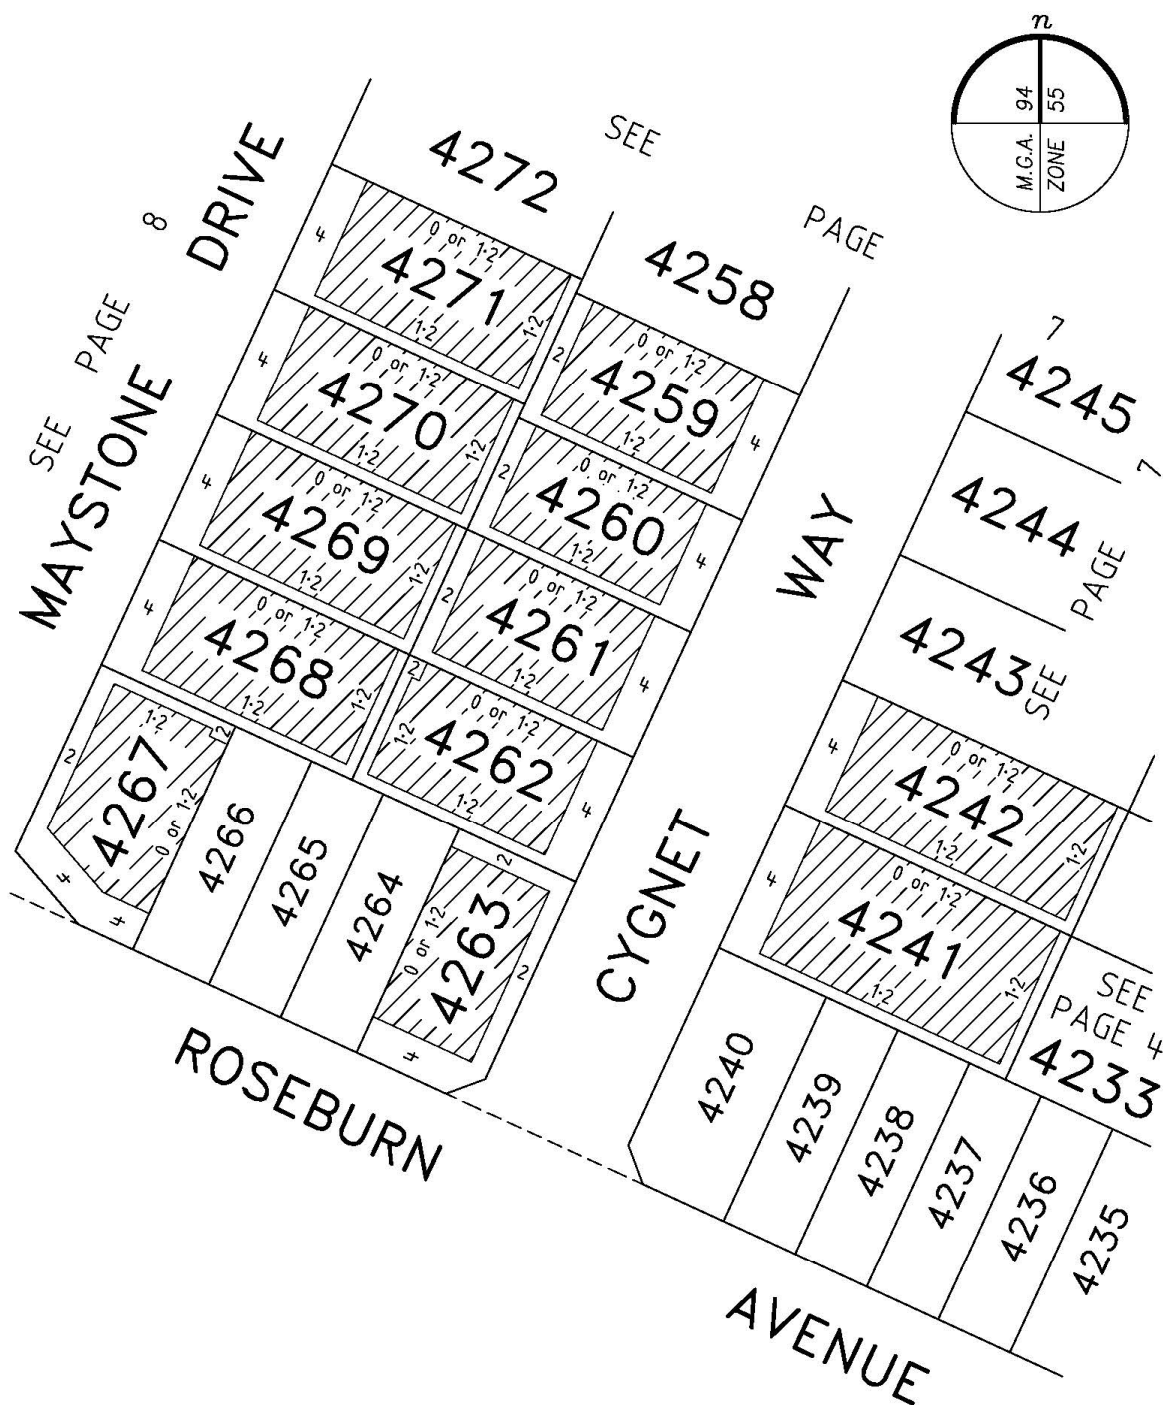 n
M.G.A. 94
ZONE 55
SEE
PAGE
7
SEE PAGE 8
MAYSTONE DRIVE
4272
4258
4245
SEE PAGE 7
4244
4243
0 or 1·2
4271
4
1·2
1·2
0 or 1·2
4259
2
4
1·2
0 or 1·2
4270
4
1·2
1·2
0 or 1·2
4260
2
4
1·2
0 or 1·2
4269
4
1·2
1·2
0 or 1·2
4261
2
4
1·2
0 or 1·2
4268
4
1·2
1·2
2
0 or 1·2
4262
1·2
4
1·2
1·2
2
2
4267
0 or 1·2
4
4
4266
4265
4264
2
0 or 1·2
4263
2
4
CYGNET WAY
0 or 1·2
4242
4
1·2
1·2
0 or 1·2
4241
4
1·2
1·2
SEE
PAGE 4
4233
4240
4239
4238
4237
4236
4235
ROSEBURN AVENUE